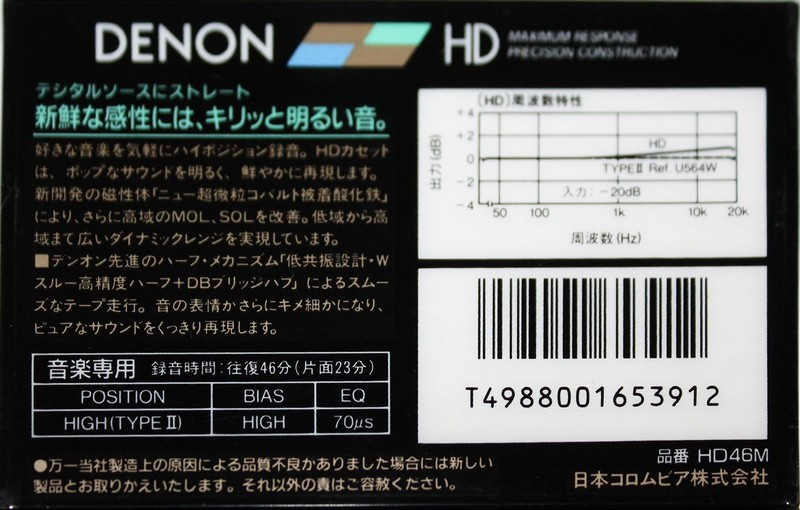 DENON HD MAXIMUM RESPONSE
PRECISION CONSTRUCTION
デジタルソースにストレート
新鮮な感性には、キリッと明るい音。
好きな音楽を気軽にハイポジション録音。HDカセット
は、ポップなサウンドを明るく、鮮やかに再現します。
新開発の磁性体「ニュー超微粒コバルト被着酸化鉄」
により、さらに高域のMOL、SOLを改善。低域から高
域まで広いダイナミックレンジを実現しています。
■デンオン先進のハーフ・メカニズム「低共振設計・W
スルー高精度ハーフ+DBブリッジハブ」によるスムー
ズなテープ走行。音の表情がさらにキメ細かになり、
ピュアなサウンドをくっきり再現します。
音楽専用 録音時間:往復46分(片面23分)
POSITION BIAS EQ
HIGH(TYPE II) HIGH 70μs
●万一当社製造上の原因による品質不良がありました場合には新しい
製品とお取りかえいたします。それ以外の責はご容赦ください。
〔HD〕周波数特性
出力(dB)
+4
+2
0
−2
−4
HD
TYPE II Ref. U564W
入力:−20dB
50 100 1k 10k 20k
周波数(Hz)
T4988001653912
品番 HD46M
日本コロムビア株式会社